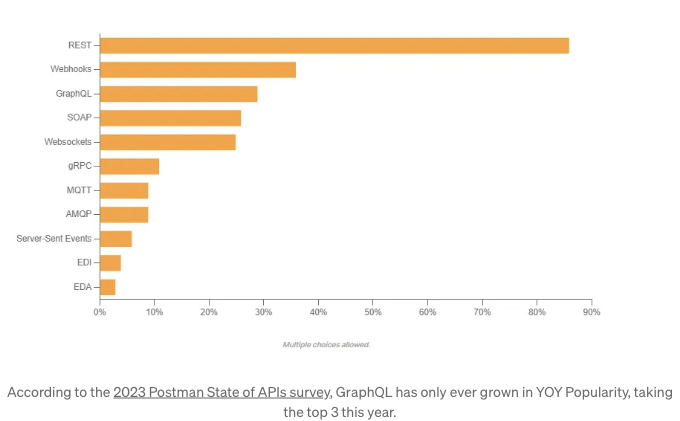 REST
Webhooks
GraphQL
SOAP
Websockets
gRPC
MQTT
AMQP
Server-Sent Events
EDI
EDA
0% 10% 20% 30% 40% 50% 60% 70% 80% 90%
Multiple choices allowed.
According to the 2023 Postman State of APIs survey, GraphQL has only ever grown in YOY Popularity, taking
the top 3 this year.